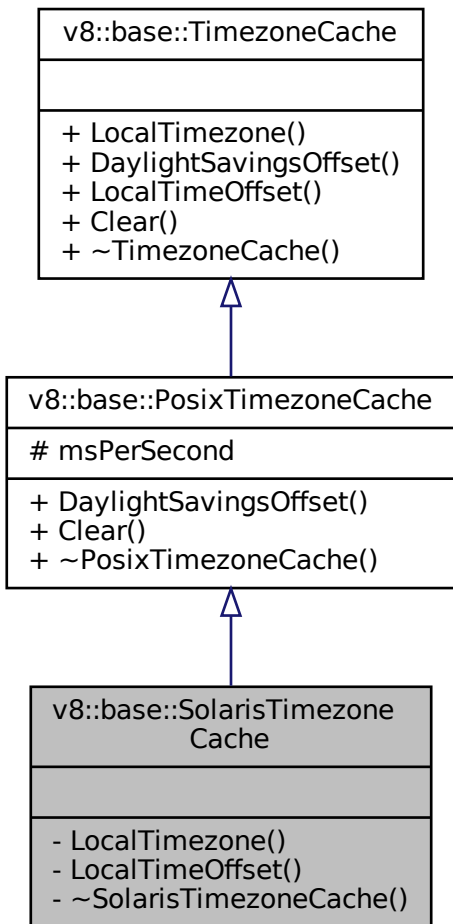 v8::base::TimezoneCache
+ LocalTimezone()
+ DaylightSavingsOffset()
+ LocalTimeOffset()
+ Clear()
+ ~TimezoneCache()
v8::base::PosixTimezoneCache
# msPerSecond
+ DaylightSavingsOffset()
+ Clear()
+ ~PosixTimezoneCache()
v8::base::SolarisTimezone
Cache
- LocalTimezone()
- LocalTimeOffset()
- ~SolarisTimezoneCache()